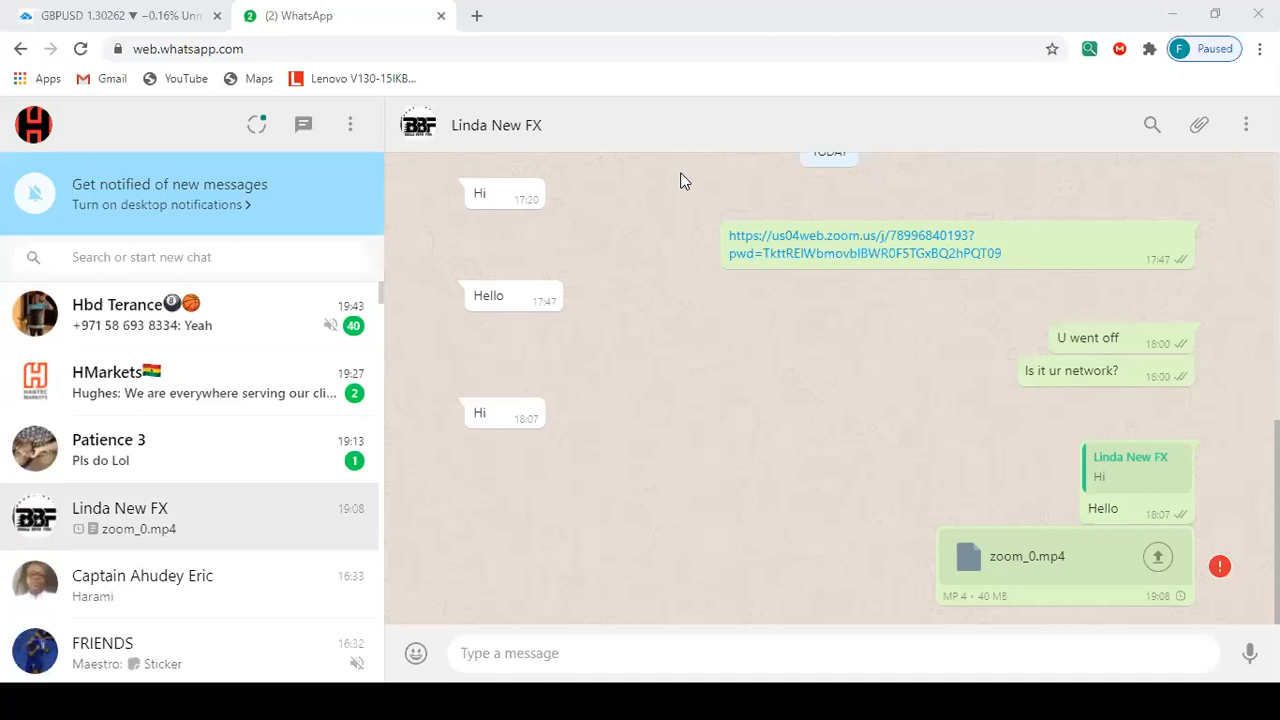 GBPUSD 1.30262 ▼ −0.16% Unn
(2) WhatsApp
web.whatsapp.com
F Paused
Apps
Gmail
YouTube
Maps
Lenovo V130-15IKB...
BBF
Linda New FX
Get notified of new messages
Turn on desktop notifications >
Search or start new chat
Hbd Terance🎱🏀 19:43
+971 58 693 8334: Yeah 40
HMarkets🇬🇭 19:27
Hughes: We are everywhere serving our cli... 2
Patience 3 19:13
Pls do Lol 1
BBF
Linda New FX 19:08
zoom_0.mp4
Captain Ahudey Eric 16:33
Harami
FRIENDS 16:32
Maestro: Sticker
TODAY
Hi 17:20
https://us04web.zoom.us/j/78996840193?
17:47
Hello 17:47
U went off 18:00
Is it ur network? 18:00
Hi 18:07
Linda New FX
Hi
Hello 18:07
zoom_0.mp4
MP4 • 40 MB 19:08
Type a message